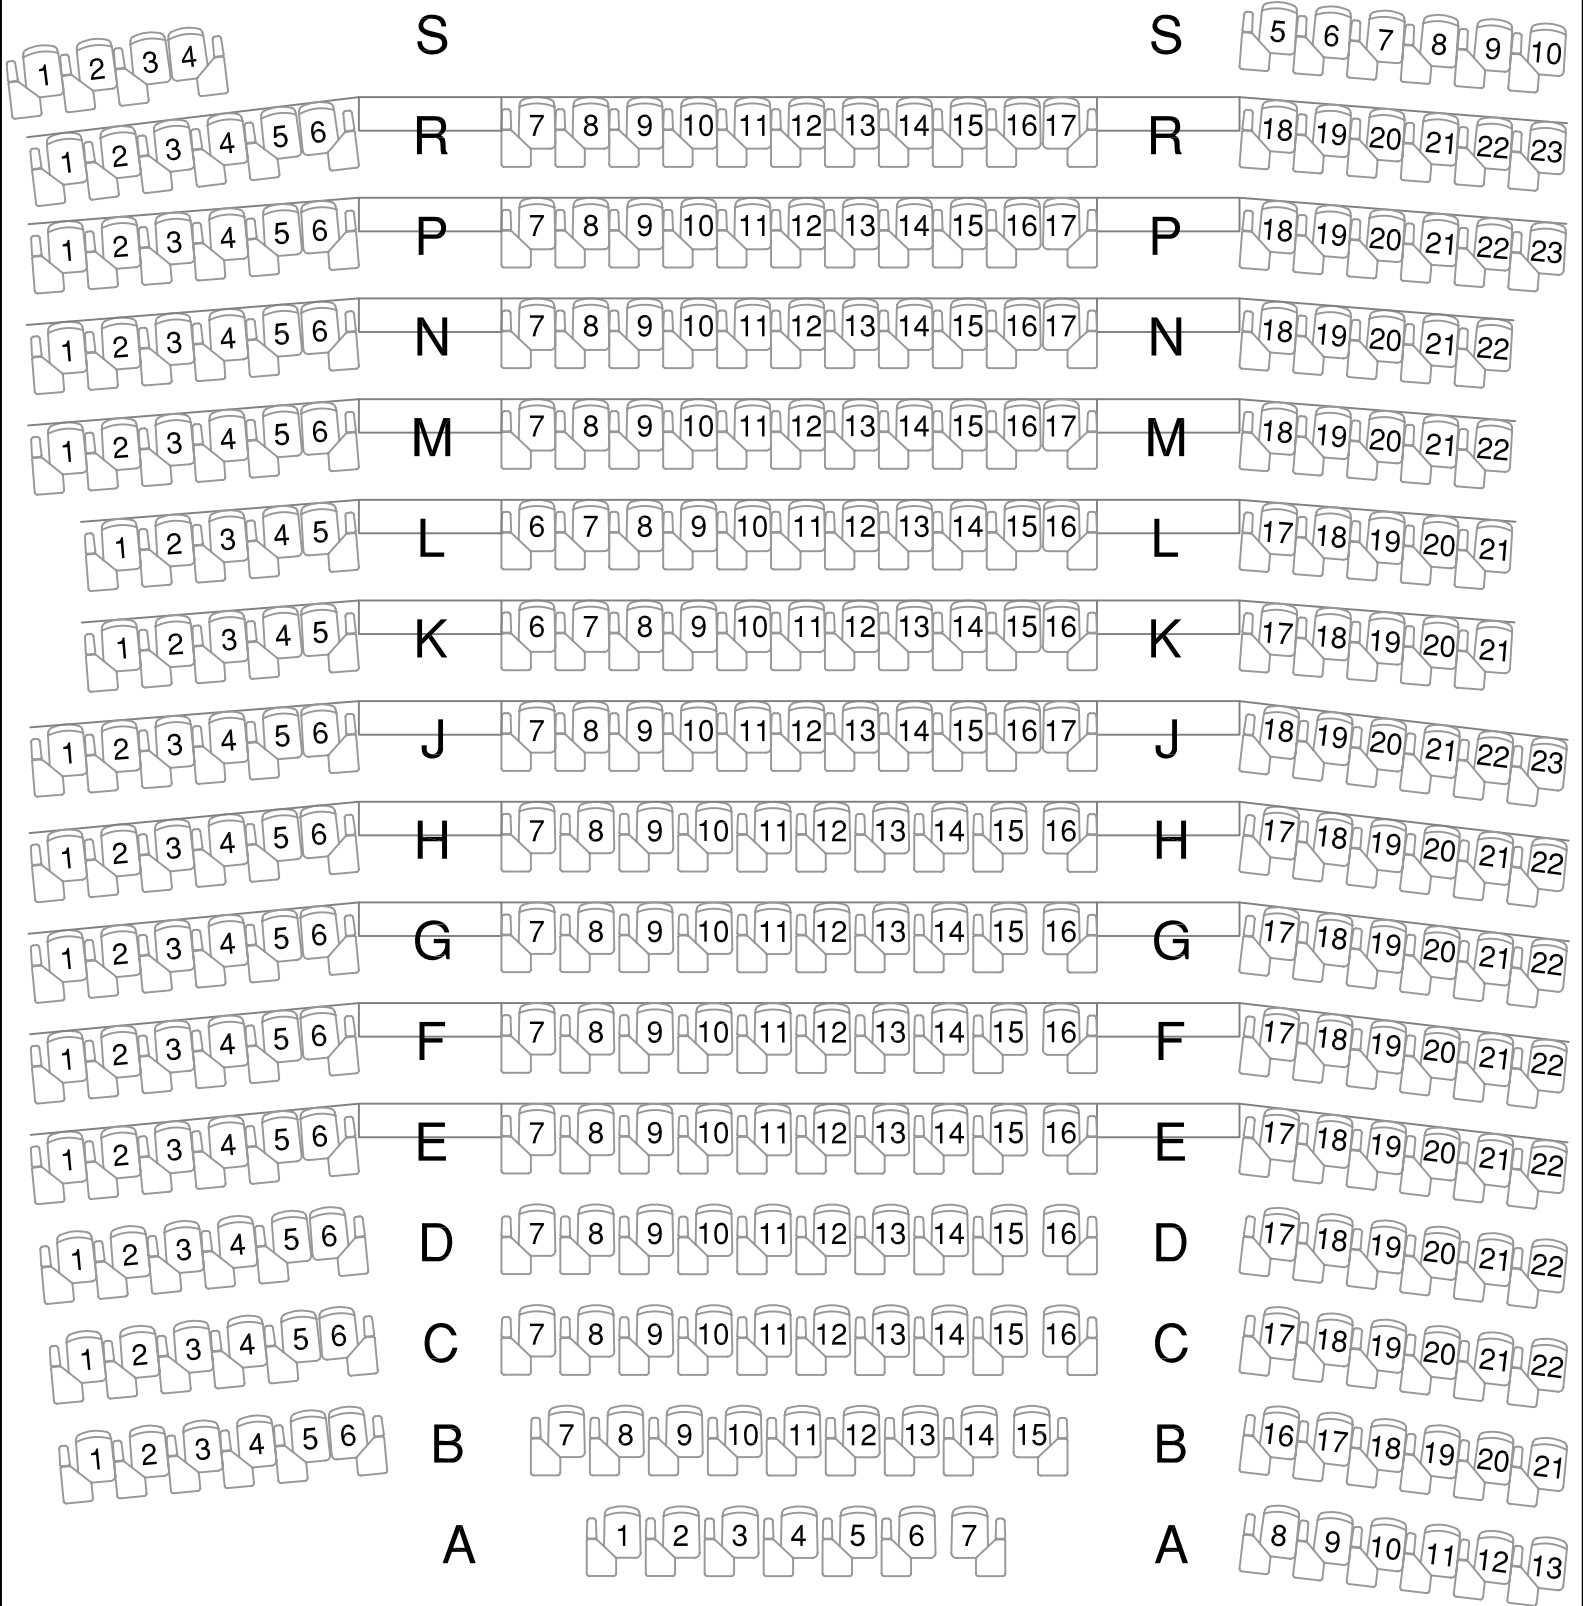 1 2 3 4 S S 5 6 7 8 9 10
1 2 3 4 5 6 R 7 8 9 10 11 12 13 14 15 16 17 R 18 19 20 21 22 23
1 2 3 4 5 6 P 7 8 9 10 11 12 13 14 15 16 17 P 18 19 20 21 22 23
1 2 3 4 5 6 N 7 8 9 10 11 12 13 14 15 16 17 N 18 19 20 21 22
1 2 3 4 5 6 M 7 8 9 10 11 12 13 14 15 16 17 M 18 19 20 21 22
1 2 3 4 5 L 6 7 8 9 10 11 12 13 14 15 16 L 17 18 19 20 21
1 2 3 4 5 K 6 7 8 9 10 11 12 13 14 15 16 K 17 18 19 20 21
1 2 3 4 5 6 J 7 8 9 10 11 12 13 14 15 16 17 J 18 19 20 21 22 23
1 2 3 4 5 6 H 7 8 9 10 11 12 13 14 15 16 H 17 18 19 20 21 22
1 2 3 4 5 6 G 7 8 9 10 11 12 13 14 15 16 G 17 18 19 20 21 22
1 2 3 4 5 6 F 7 8 9 10 11 12 13 14 15 16 F 17 18 19 20 21 22
1 2 3 4 5 6 E 7 8 9 10 11 12 13 14 15 16 E 17 18 19 20 21 22
1 2 3 4 5 6 D 7 8 9 10 11 12 13 14 15 16 D 17 18 19 20 21 22
1 2 3 4 5 6 C 7 8 9 10 11 12 13 14 15 16 C 17 18 19 20 21 22
1 2 3 4 5 6 B 7 8 9 10 11 12 13 14 15 B 16 17 18 19 20 21
A 1 2 3 4 5 6 7 A 8 9 10 11 12 13